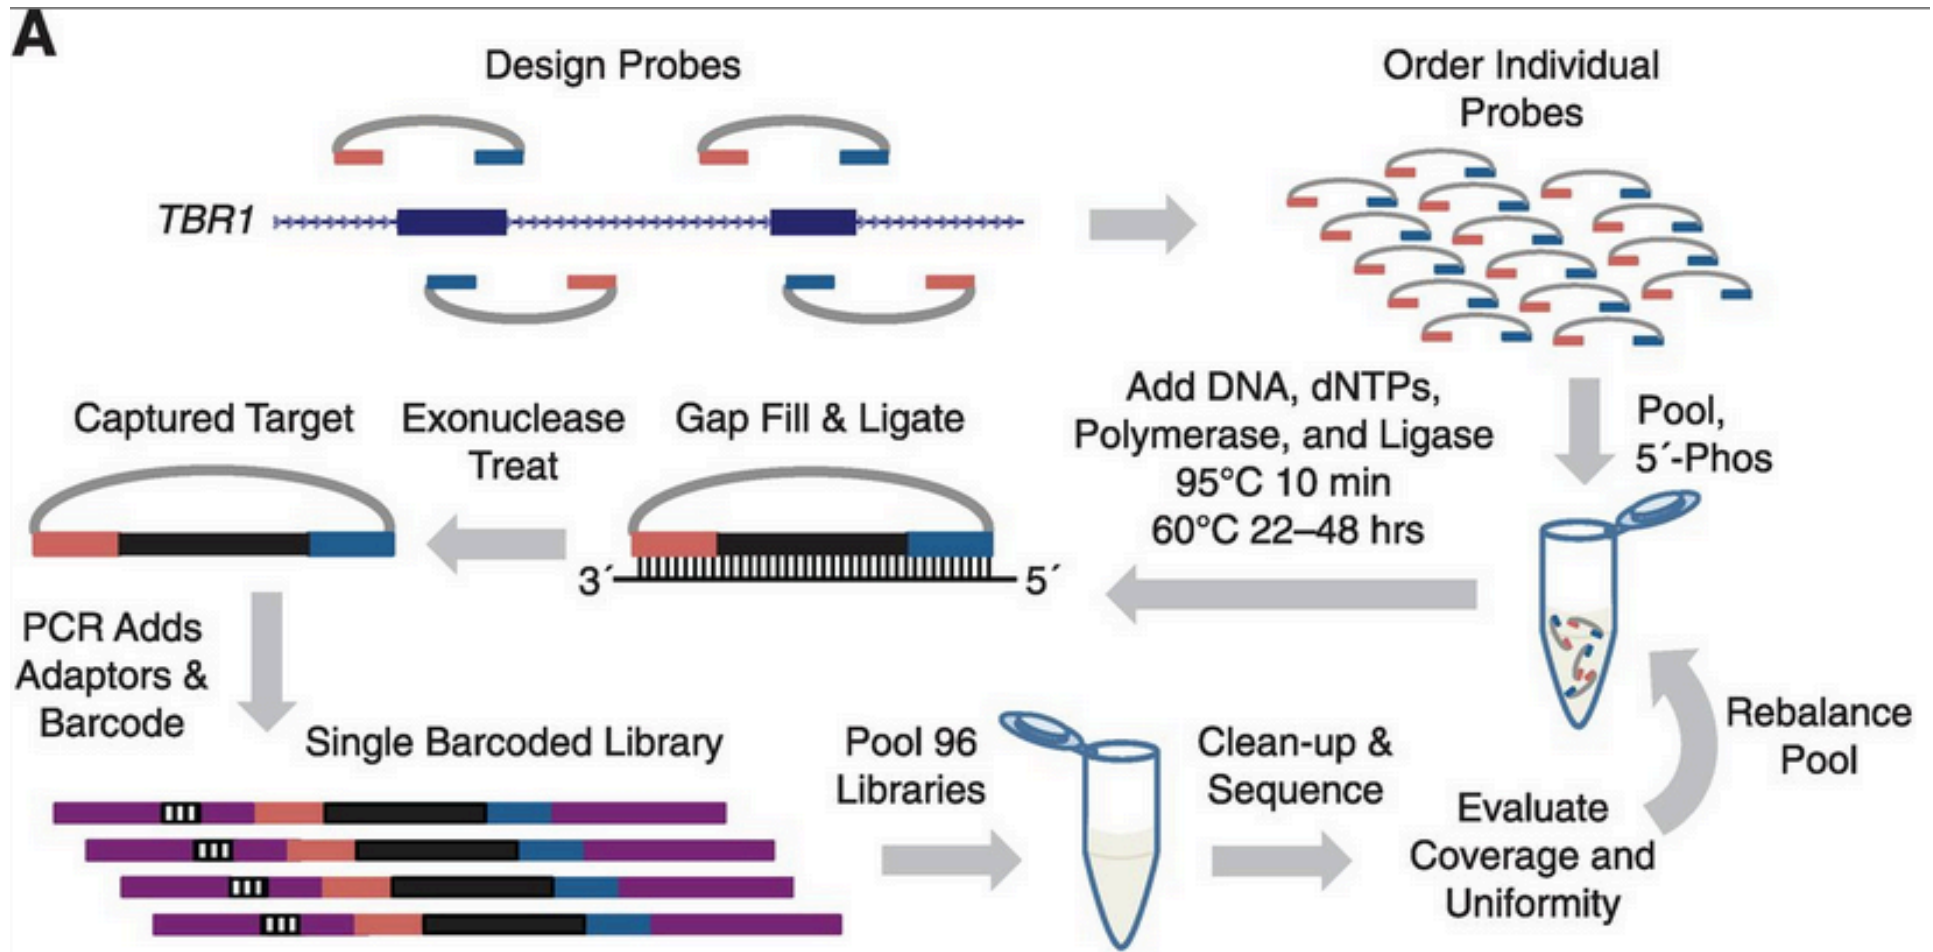 A
Design Probes
Order Individual
Probes
TBR1
Pool,
5´-Phos
Add DNA, dNTPs,
Polymerase, and Ligase
95°C 10 min
60°C 22–48 hrs
Gap Fill & Ligate
3´
5´
Exonuclease
Treat
Captured Target
PCR Adds
Adaptors &
Barcode
Single Barcoded Library
Pool 96
Libraries
Clean-up &
Sequence
Evaluate
Coverage and
Uniformity
Rebalance
Pool